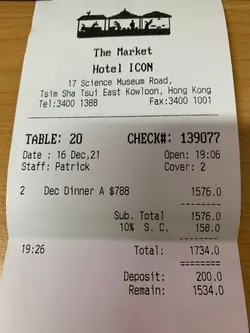 The Market
Hotel ICON
17 Science Museum Road,
Tsim Sha Tsui East Kowloon, Hong Kong
Tel:3400 1388 Fax:3400 1001
TABLE: 20 CHECK#: 139077
Date : 16 Dec,21 Open: 19:06
Staff: Patrick Cover: 2
2 Dec Dinner A $788 1576.0
--------
Sub. Total 1576.0
10% S. C. 158.0
--------
19:26 Total: 1734.0
========
Deposit: 200.0
Remain: 1534.0